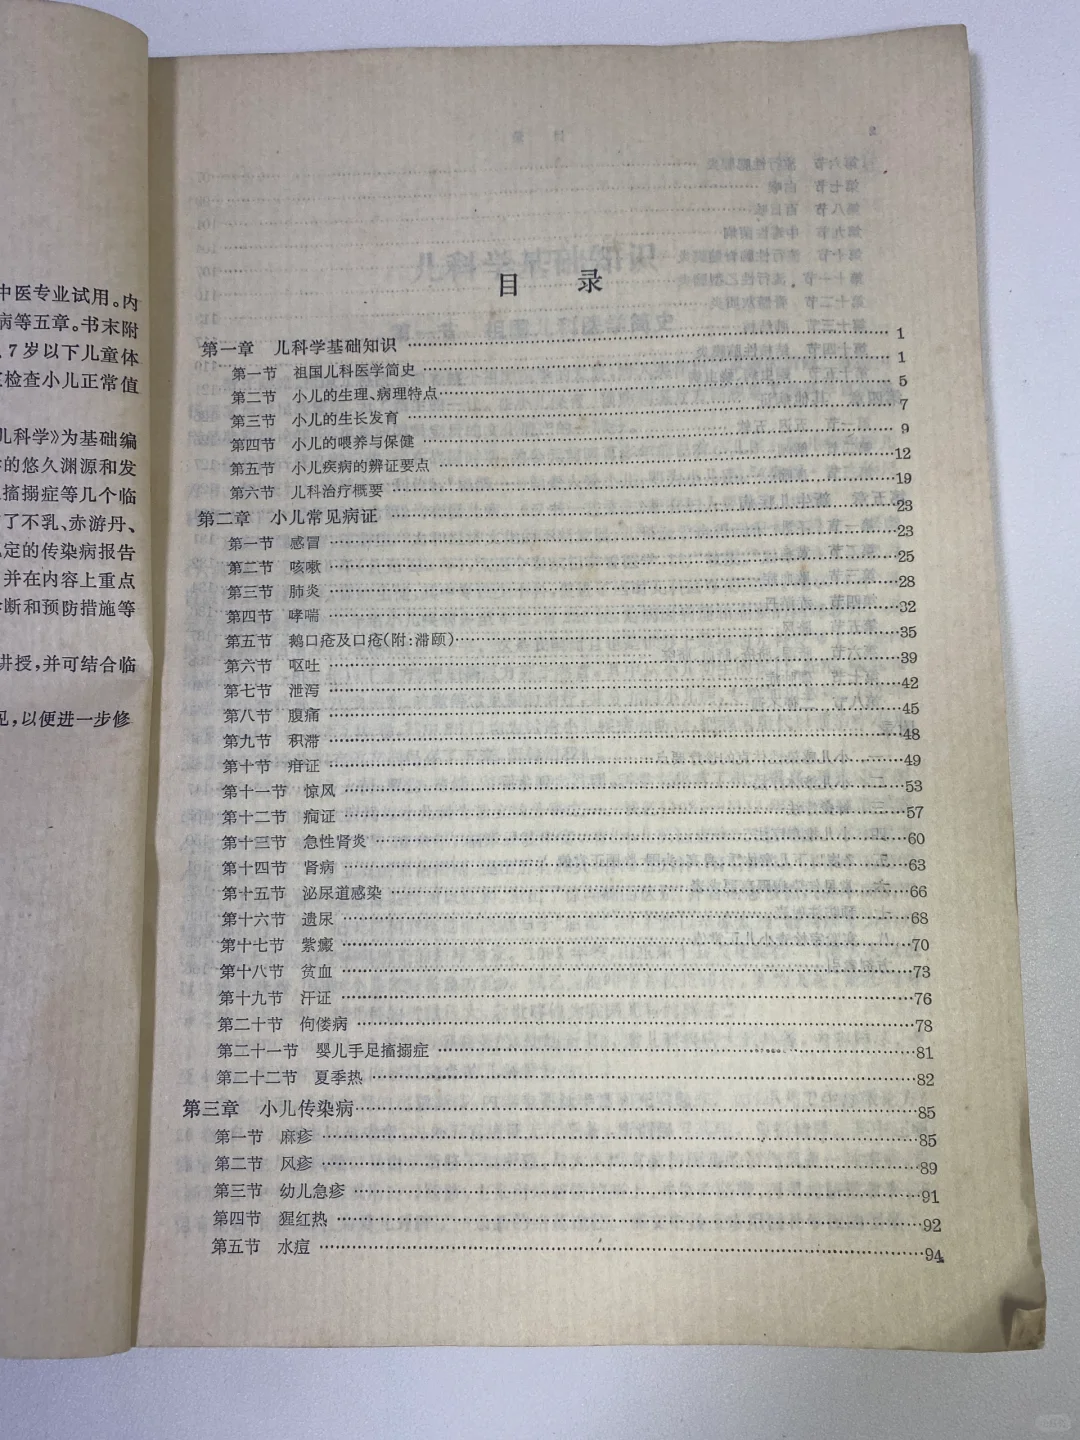 中医专业试用。内
病等五章。书末附
、7岁以下儿童体
检查小儿正常值
儿科学》为基础编
的悠久渊源和发
搐搦症等几个临
了不乳、赤游丹、
定的传染病报告
并在内容上重点
诊断和预防措施等
讲授，并可结合临
见，以便进一步修
目 录
第一章 儿科学基础知识 1
第一节 祖国儿科医学简史 1
第二节 小儿的生理、病理特点 5
第三节 小儿的生长发育 7
第四节 小儿的喂养与保健 9
第五节 小儿疾病的辨证要点 12
第六节 儿科治疗概要 19
第二章 小儿常见病证 23
第一节 感冒 23
第二节 咳嗽 25
第三节 肺炎 28
第四节 哮喘 32
第五节 鹅口疮及口疮(附:滞颐) 35
第六节 呕吐 39
第七节 泄泻 42
第八节 腹痛 45
第九节 积滞 48
第十节 疳证 49
第十一节 惊风 53
第十二节 痫证 57
第十三节 急性肾炎 60
第十四节 肾病 63
第十五节 泌尿道感染 66
第十六节 遗尿 68
第十七节 紫癜 70
第十八节 贫血 73
第十九节 汗证 76
第二十节 佝偻病 78
第二十一节 婴儿手足搐搦症 81
第二十二节 夏季热 82
第三章 小儿传染病 85
第一节 麻疹 85
第二节 风疹 89
第三节 幼儿急疹 91
第四节 猩红热 92
第五节 水痘 94